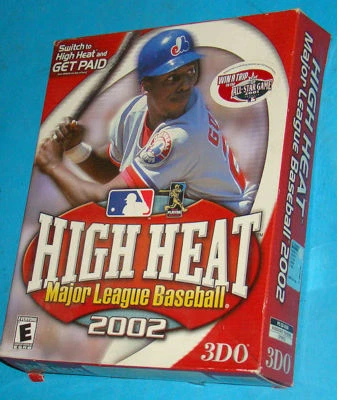 Switch to
High Heat and
GET PAID
WIN A TRIP
ALL-STAR GAME
HIGH HEAT
Major League Baseball
2002
EVERYONE
E
3DO
HIGH HEAT
Major League Baseball 2002
3DO